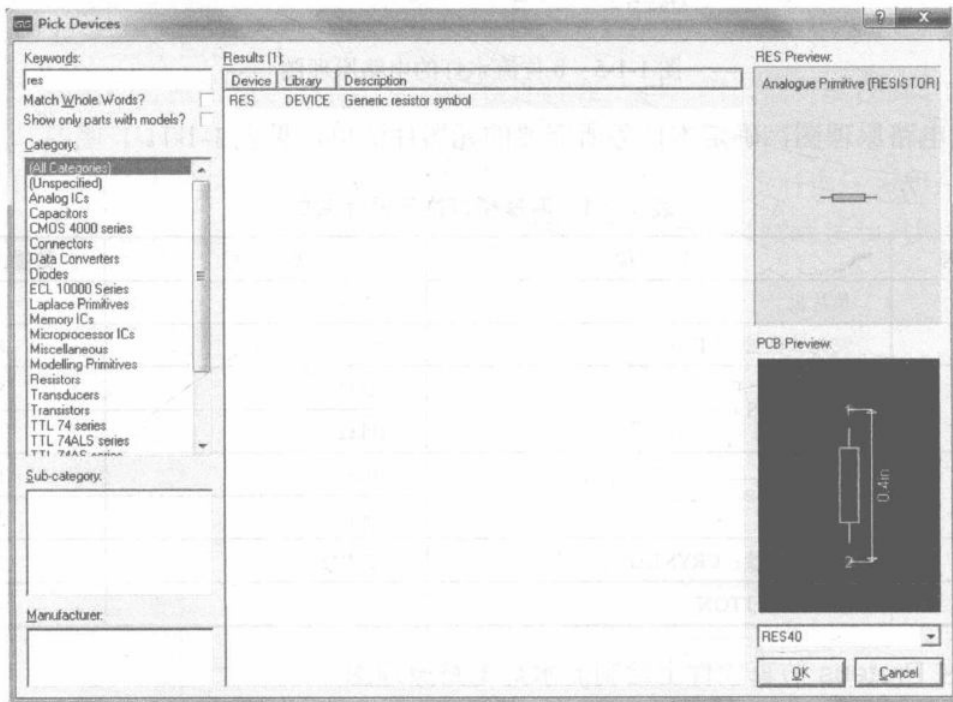 Pick Devices
Keywords:
res
Match Whole Words?
Show only parts with models?
Category:
(All Categories)
(Unspecified)
Analog ICs
Capacitors
CMOS 4000 series
Connectors
Data Converters
Diodes
ECL 10000 Series
Laplace Primitives
Memory ICs
Microprocessor ICs
Miscellaneous
Modelling Primitives
Resistors
Transducers
Transistors
TTL 74 series
TTL 74ALS series
TTL 74AS series
Sub-category:
Manufacturer:
Results (1):
Device Library Description
RES DEVICE Generic resistor symbol
RES Preview:
Analogue Primitive [RESISTOR]
PCB Preview:
1
0.4in
2
RES40
OK Cancel